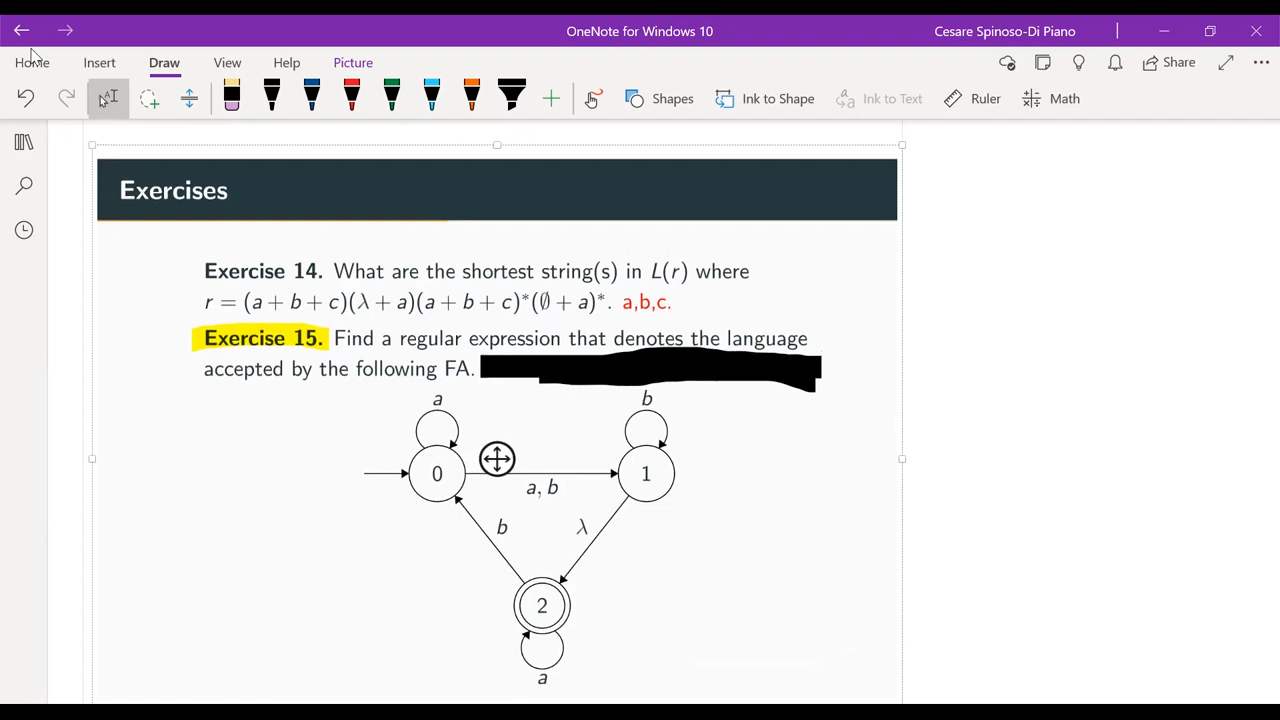 OneNote for Windows 10
Cesare Spinoso-Di Piano
Home Insert Draw View Help Picture
Share
Shapes Ink to Shape Ink to Text Ruler Math
Exercises
Exercise 14. What are the shortest string(s) in L(r) where
r = (a + b + c)(λ + a)(a + b + c)*(∅ + a)*. a,b,c.
Exercise 15. Find a regular expression that denotes the language
accepted by the following FA.
a
b
0
1
a, b
b
λ
2
a